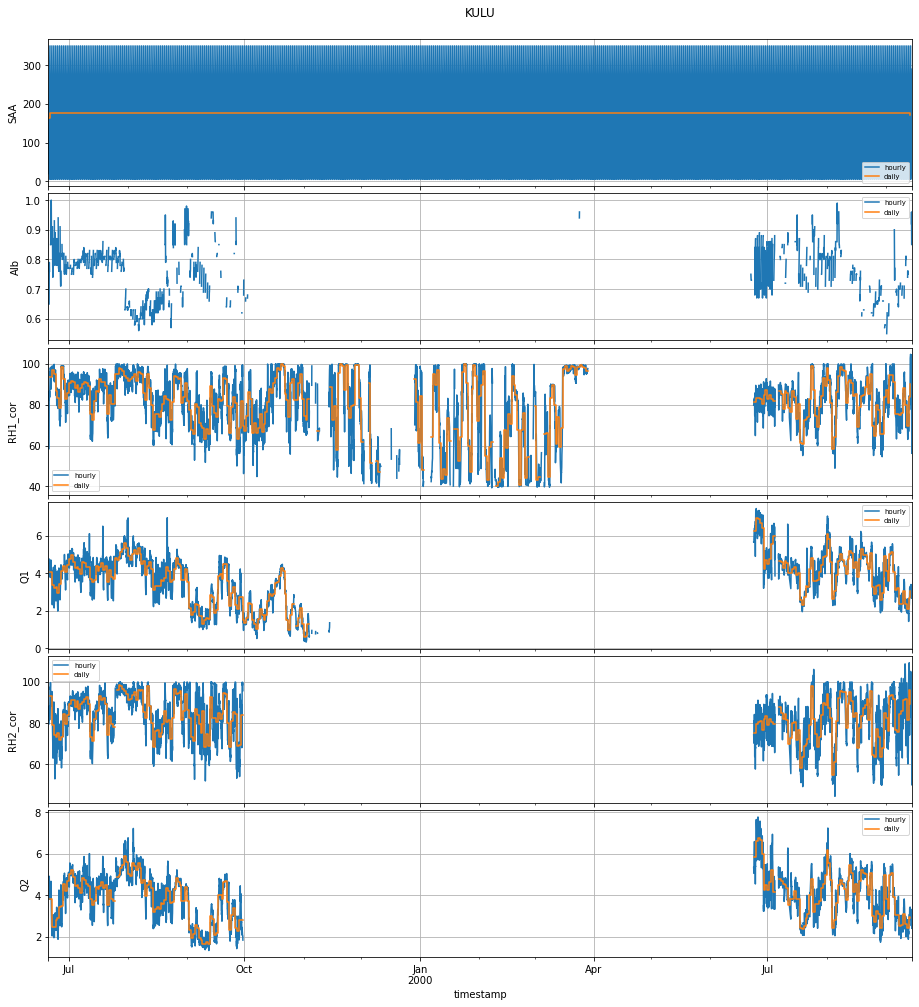 KULU
300
200
100
0
SAA
hourly
daily
1.0
0.9
0.8
0.7
0.6
Alb
hourly
daily
100
80
60
40
RH1_cor
hourly
daily
6
4
2
0
Q1
hourly
daily
100
80
60
RH2_cor
hourly
daily
8
6
4
2
Q2
hourly
daily
Jul
Oct
Jan
2000
Apr
Jul
timestamp